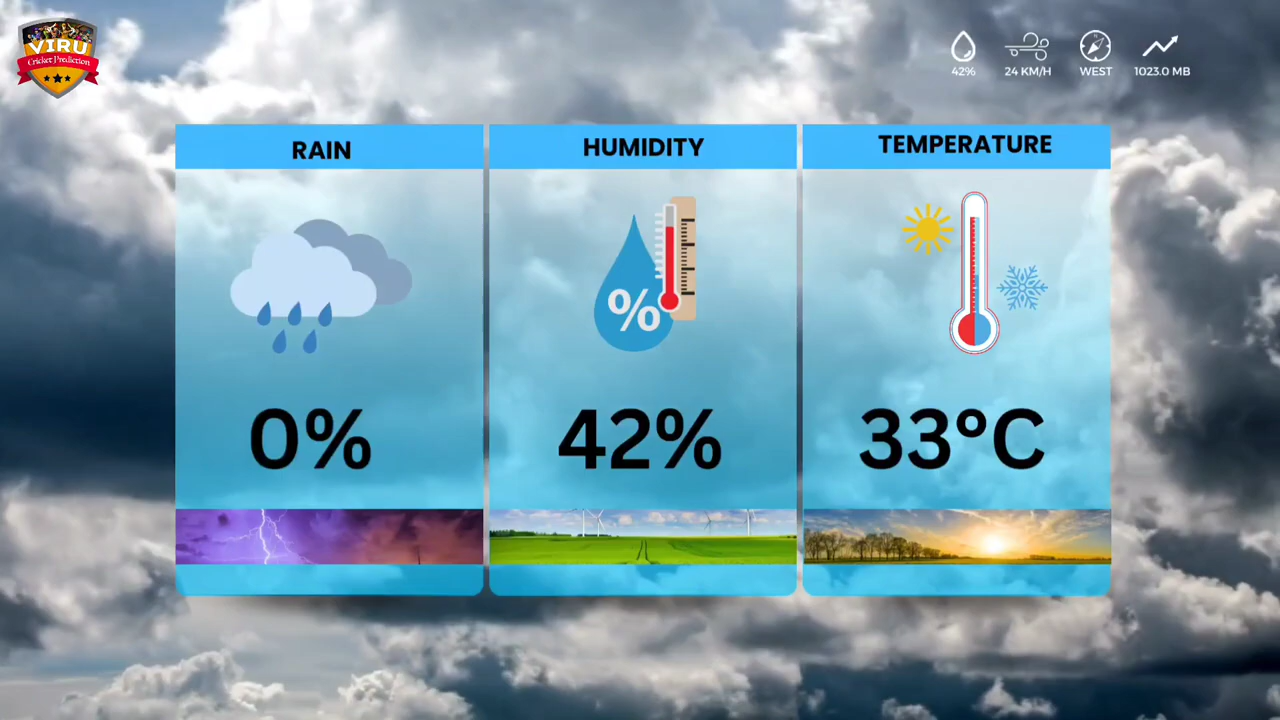 VIRU
Cricket Prediction
42%
24 KM/H
WEST
1023.0 MB
RAIN
HUMIDITY
TEMPERATURE
%
0%
42%
33°C